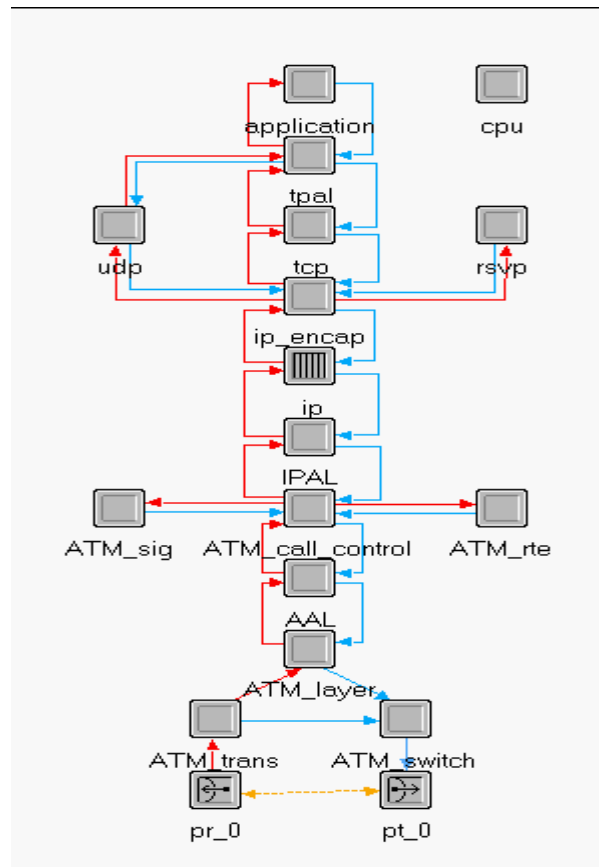 application
cpu
tpal
udp
tcp
rsvp
ip_encap
ip
IPAL
ATM_sig
ATM_call_control
ATM_rte
AAL
ATM_layer
ATM_trans
ATM_switch
pr_0
pt_0